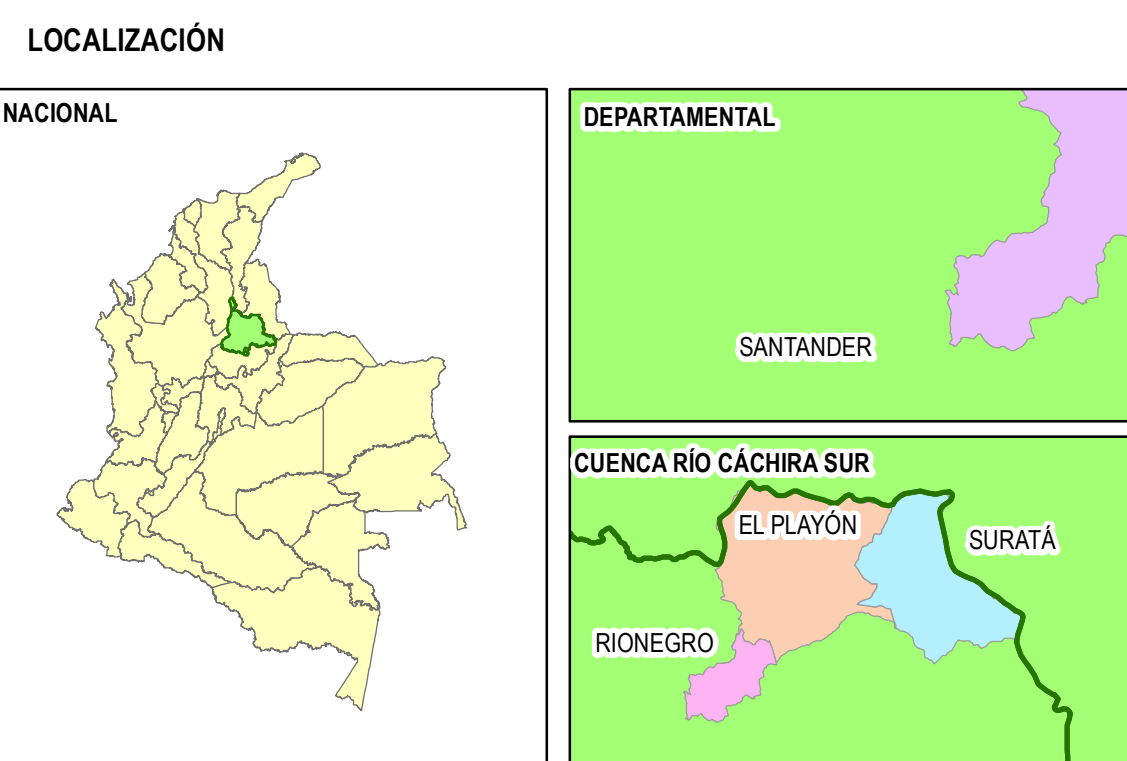 LOCALIZACIÓN
NACIONAL
DEPARTAMENTAL
SANTANDER
CUENCA RÍO CÁCHIRA SUR
EL PLAYÓN
SURATÁ
RIONEGRO